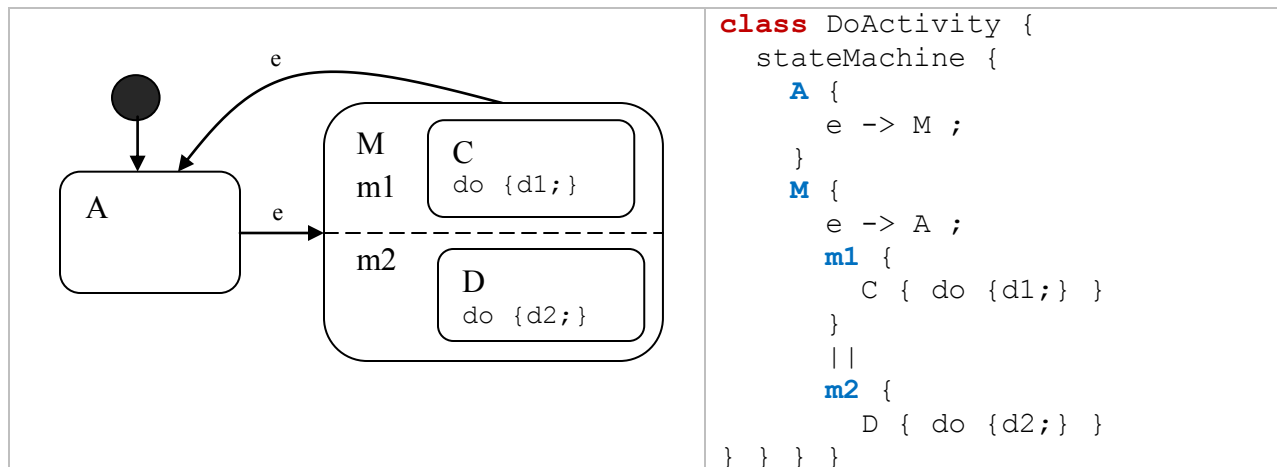 e
A
e
M
m1
C
do {d1;}
m2
D
do {d2;}
class DoActivity {
stateMachine {
A {
e -> M ;
}
M {
e -> A ;
m1 {
C { do {d1;} }
}
||
m2 {
D { do {d2;} }
} } } }